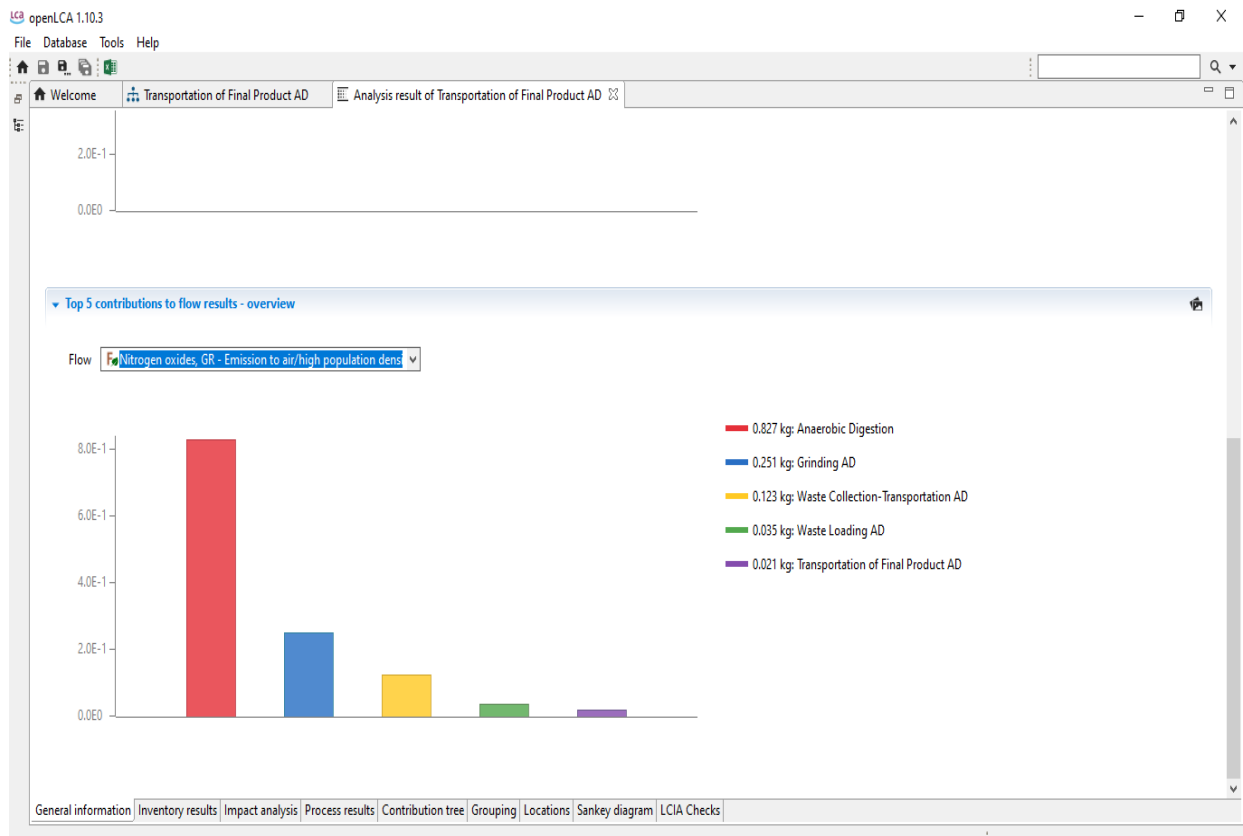 LCA openLCA 1.10.3
File Database Tools Help
Welcome Transportation of Final Product AD Analysis result of Transportation of Final Product AD
2.0E-1
0.0E0
Top 5 contributions to flow results - overview
Flow Nitrogen oxides, GR - Emission to air/high population densi
8.0E-1
6.0E-1
4.0E-1
2.0E-1
0.0E0
0.827 kg: Anaerobic Digestion
0.251 kg: Grinding AD
0.123 kg: Waste Collection-Transportation AD
0.035 kg: Waste Loading AD
0.021 kg: Transportation of Final Product AD
General information Inventory results Impact analysis Process results Contribution tree Grouping Locations Sankey diagram LCIA Checks